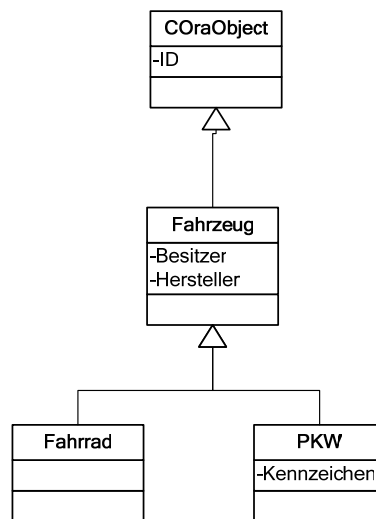 COraObject
-ID
Fahrzeug
-Besitzer
-Hersteller
Fahrrad
PKW
-Kennzeichen